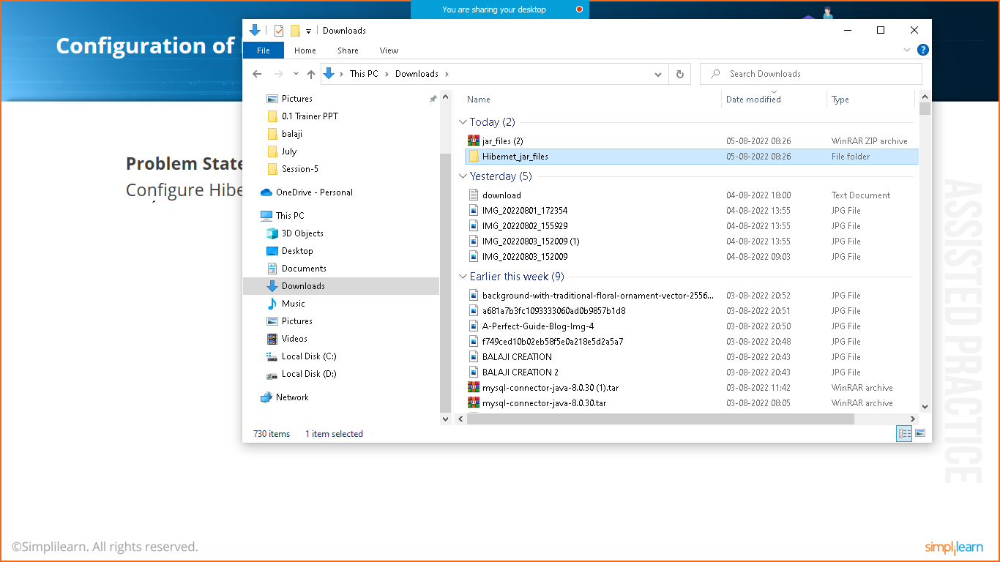 You are sharing your desktop
Configuration of
Downloads
File Home Share View
This PC Downloads
Search Downloads
Pictures
0.1 Trainer PPT
balaji
July
Session-5
OneDrive - Personal
This PC
3D Objects
Desktop
Documents
Downloads
Music
Pictures
Videos
Local Disk (C:)
Local Disk (D:)
Network
Name Date modified Type
Today (2)
jar_files (2) 05-08-2022 08:26 WinRAR ZIP archive
Hibernet_jar_files 05-08-2022 08:26 File folder
Yesterday (5)
download 04-08-2022 18:00 Text Document
IMG_20220801_172354 04-08-2022 13:55 JPG File
IMG_20220802_155929 04-08-2022 13:55 JPG File
IMG_20220803_152009 (1) 04-08-2022 13:55 JPG File
IMG_20220803_152009 04-08-2022 09:03 JPG File
Earlier this week (9)
background-with-traditional-floral-ornament-vector-2556... 03-08-2022 20:52 JPG File
a681a7b3fc1093333060ad0b9857b1d8 03-08-2022 20:51 JPG File
A-Perfect-Guide-Blog-Img-4 03-08-2022 20:50 JPG File
f749ced10b02eb58f5e0a218e5d2a5a7 03-08-2022 20:48 JPG File
BALAJI CREATION 03-08-2022 20:43 JPG File
BALAJI CREATION 2 03-08-2022 20:43 JPG File
mysql-connector-java-8.0.30 (1).tar 03-08-2022 11:42 WinRAR archive
mysql-connector-java-8.0.30.tar 03-08-2022 08:05 WinRAR archive
730 items 1 item selected
Problem State
Configure Hibe
ASSISTED PRACTICE
©Simplilearn. All rights reserved.
simplilearn